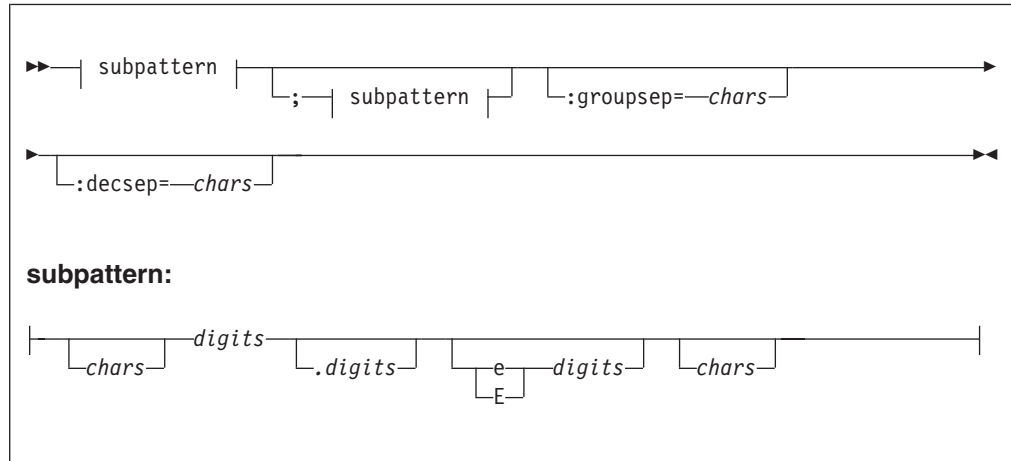 subpattern
; subpattern :groupsep= chars
:decsep= chars
subpattern:
digits
chars .digits e digits chars
E